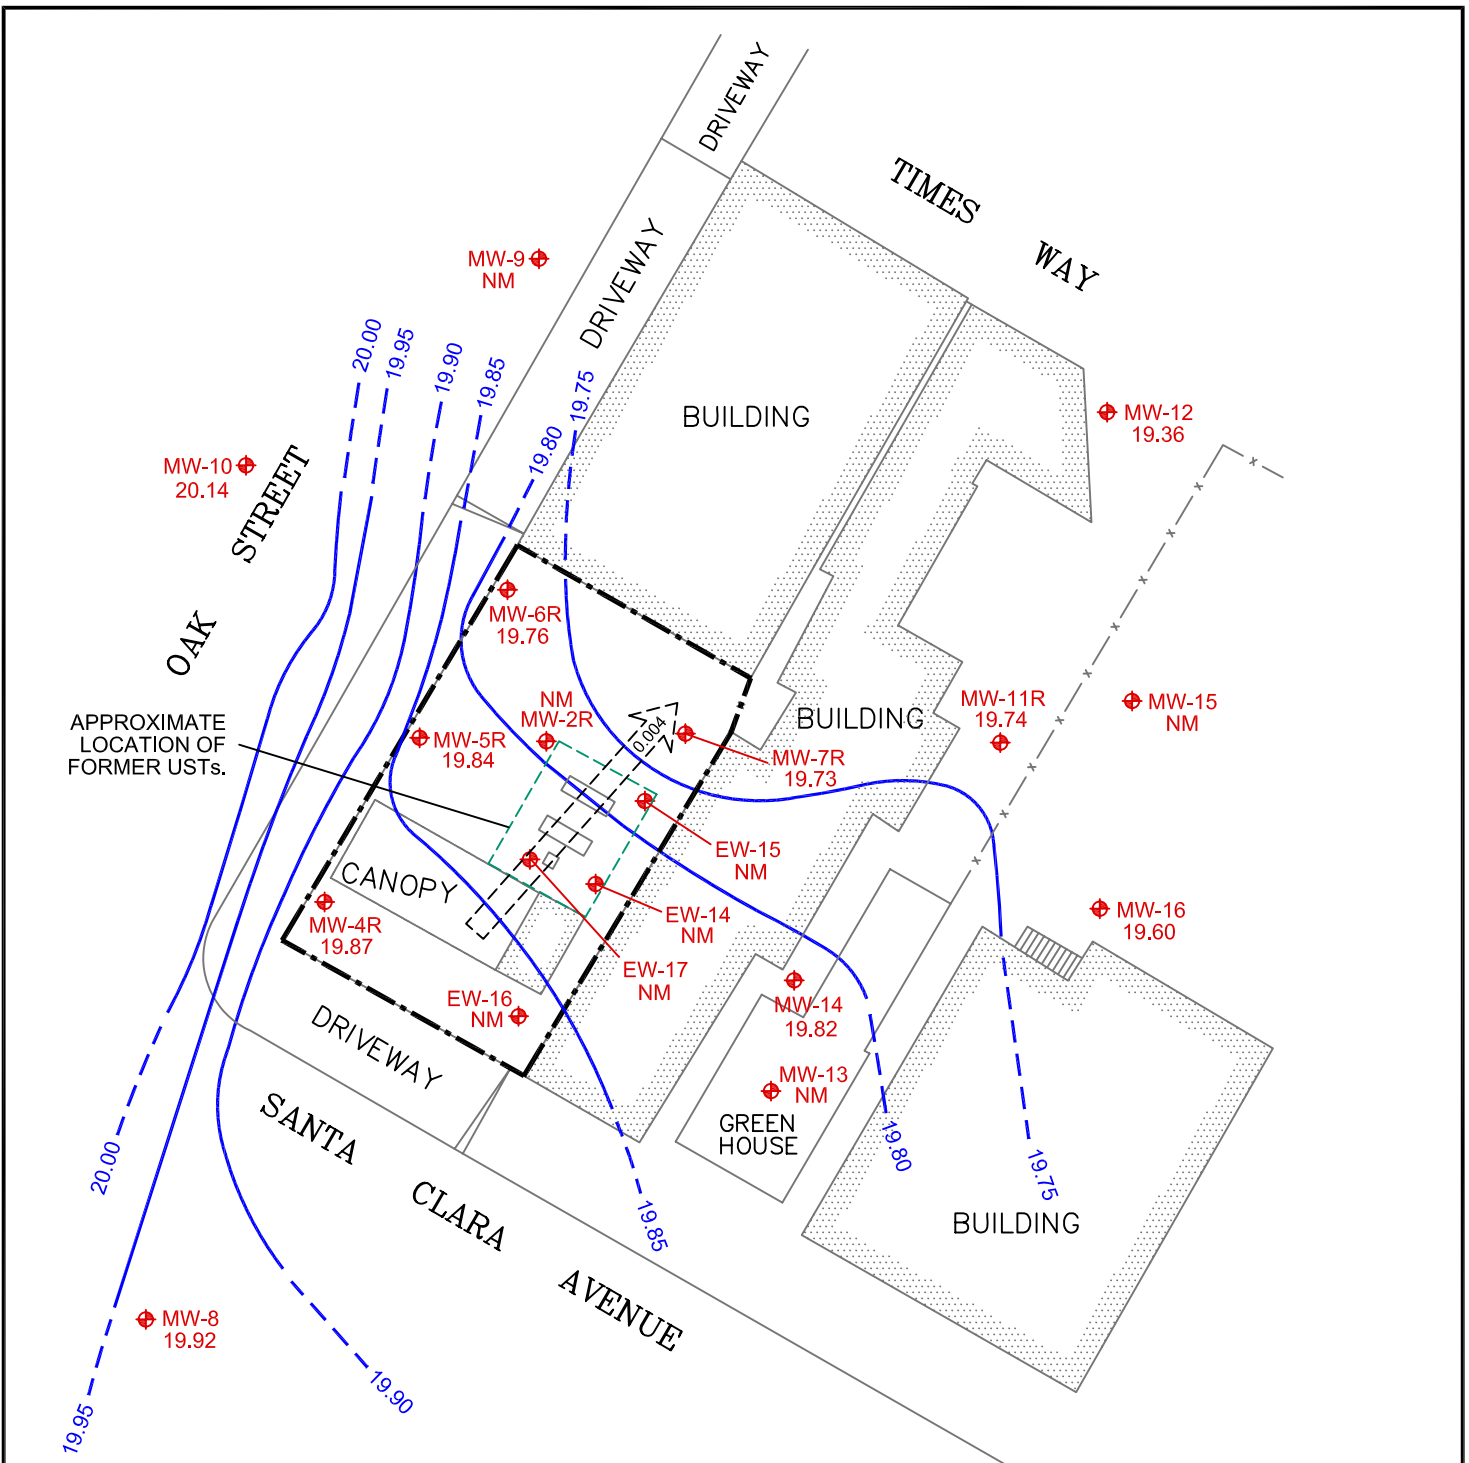 DRIVEWAY
TIMES
WAY
MW-9
NM
DRIVEWAY
20.00
19.95
19.90
19.85
19.75
19.80
BUILDING
MW-12
19.36
MW-10
20.14
STREET
OAK
MW-6R
19.76
NM
MW-2R
0.004
MW-5R
19.84
APPROXIMATE
LOCATION OF
FORMER USTs.
BUILDING
MW-11R
19.74
MW-15
NM
MW-7R
19.73
EW-15
NM
CANOPY
MW-4R
19.87
EW-14
NM
MW-16
19.60
EW-17
NM
EW-16
NM
MW-14
19.82
DRIVEWAY
MW-13
NM
GREEN
HOUSE
SANTA
CLARA
AVENUE
20.00
19.80
19.75
19.85
BUILDING
MW-8
19.92
19.90
19.95